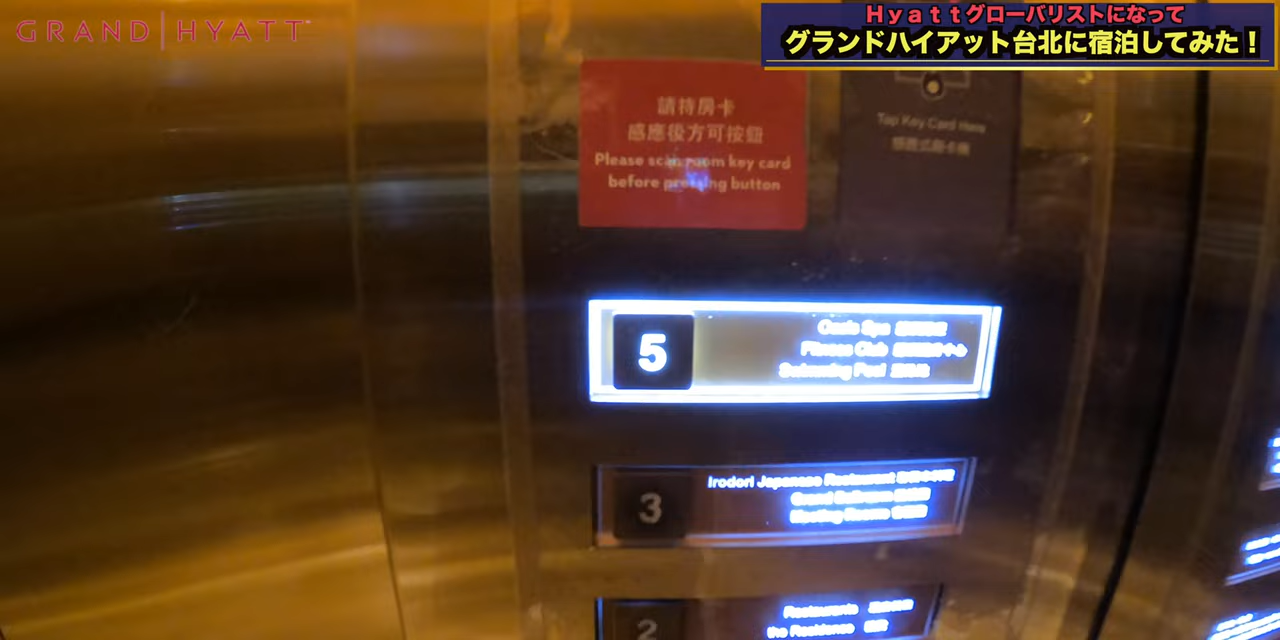 GRAND | HYATT
Hyattグローバリストになって
グランドハイアット台北に宿泊してみた!
請待房卡
感應後方可按鈕
Please scan room key card
before pressing button
Tap Key Card Here
5
Oasis Spa
Fitness Club
Swimming Pool
3
Irodori Japanese Restaurant
Grand Ballroom
Meeting Rooms
2
Restaurants
the Residence